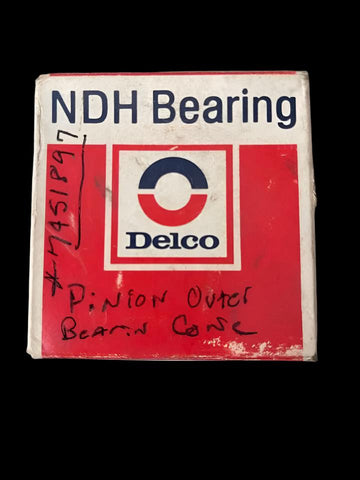 NDH Bearing
#7451897
Delco
PiNioN Outer
Bearin Cone